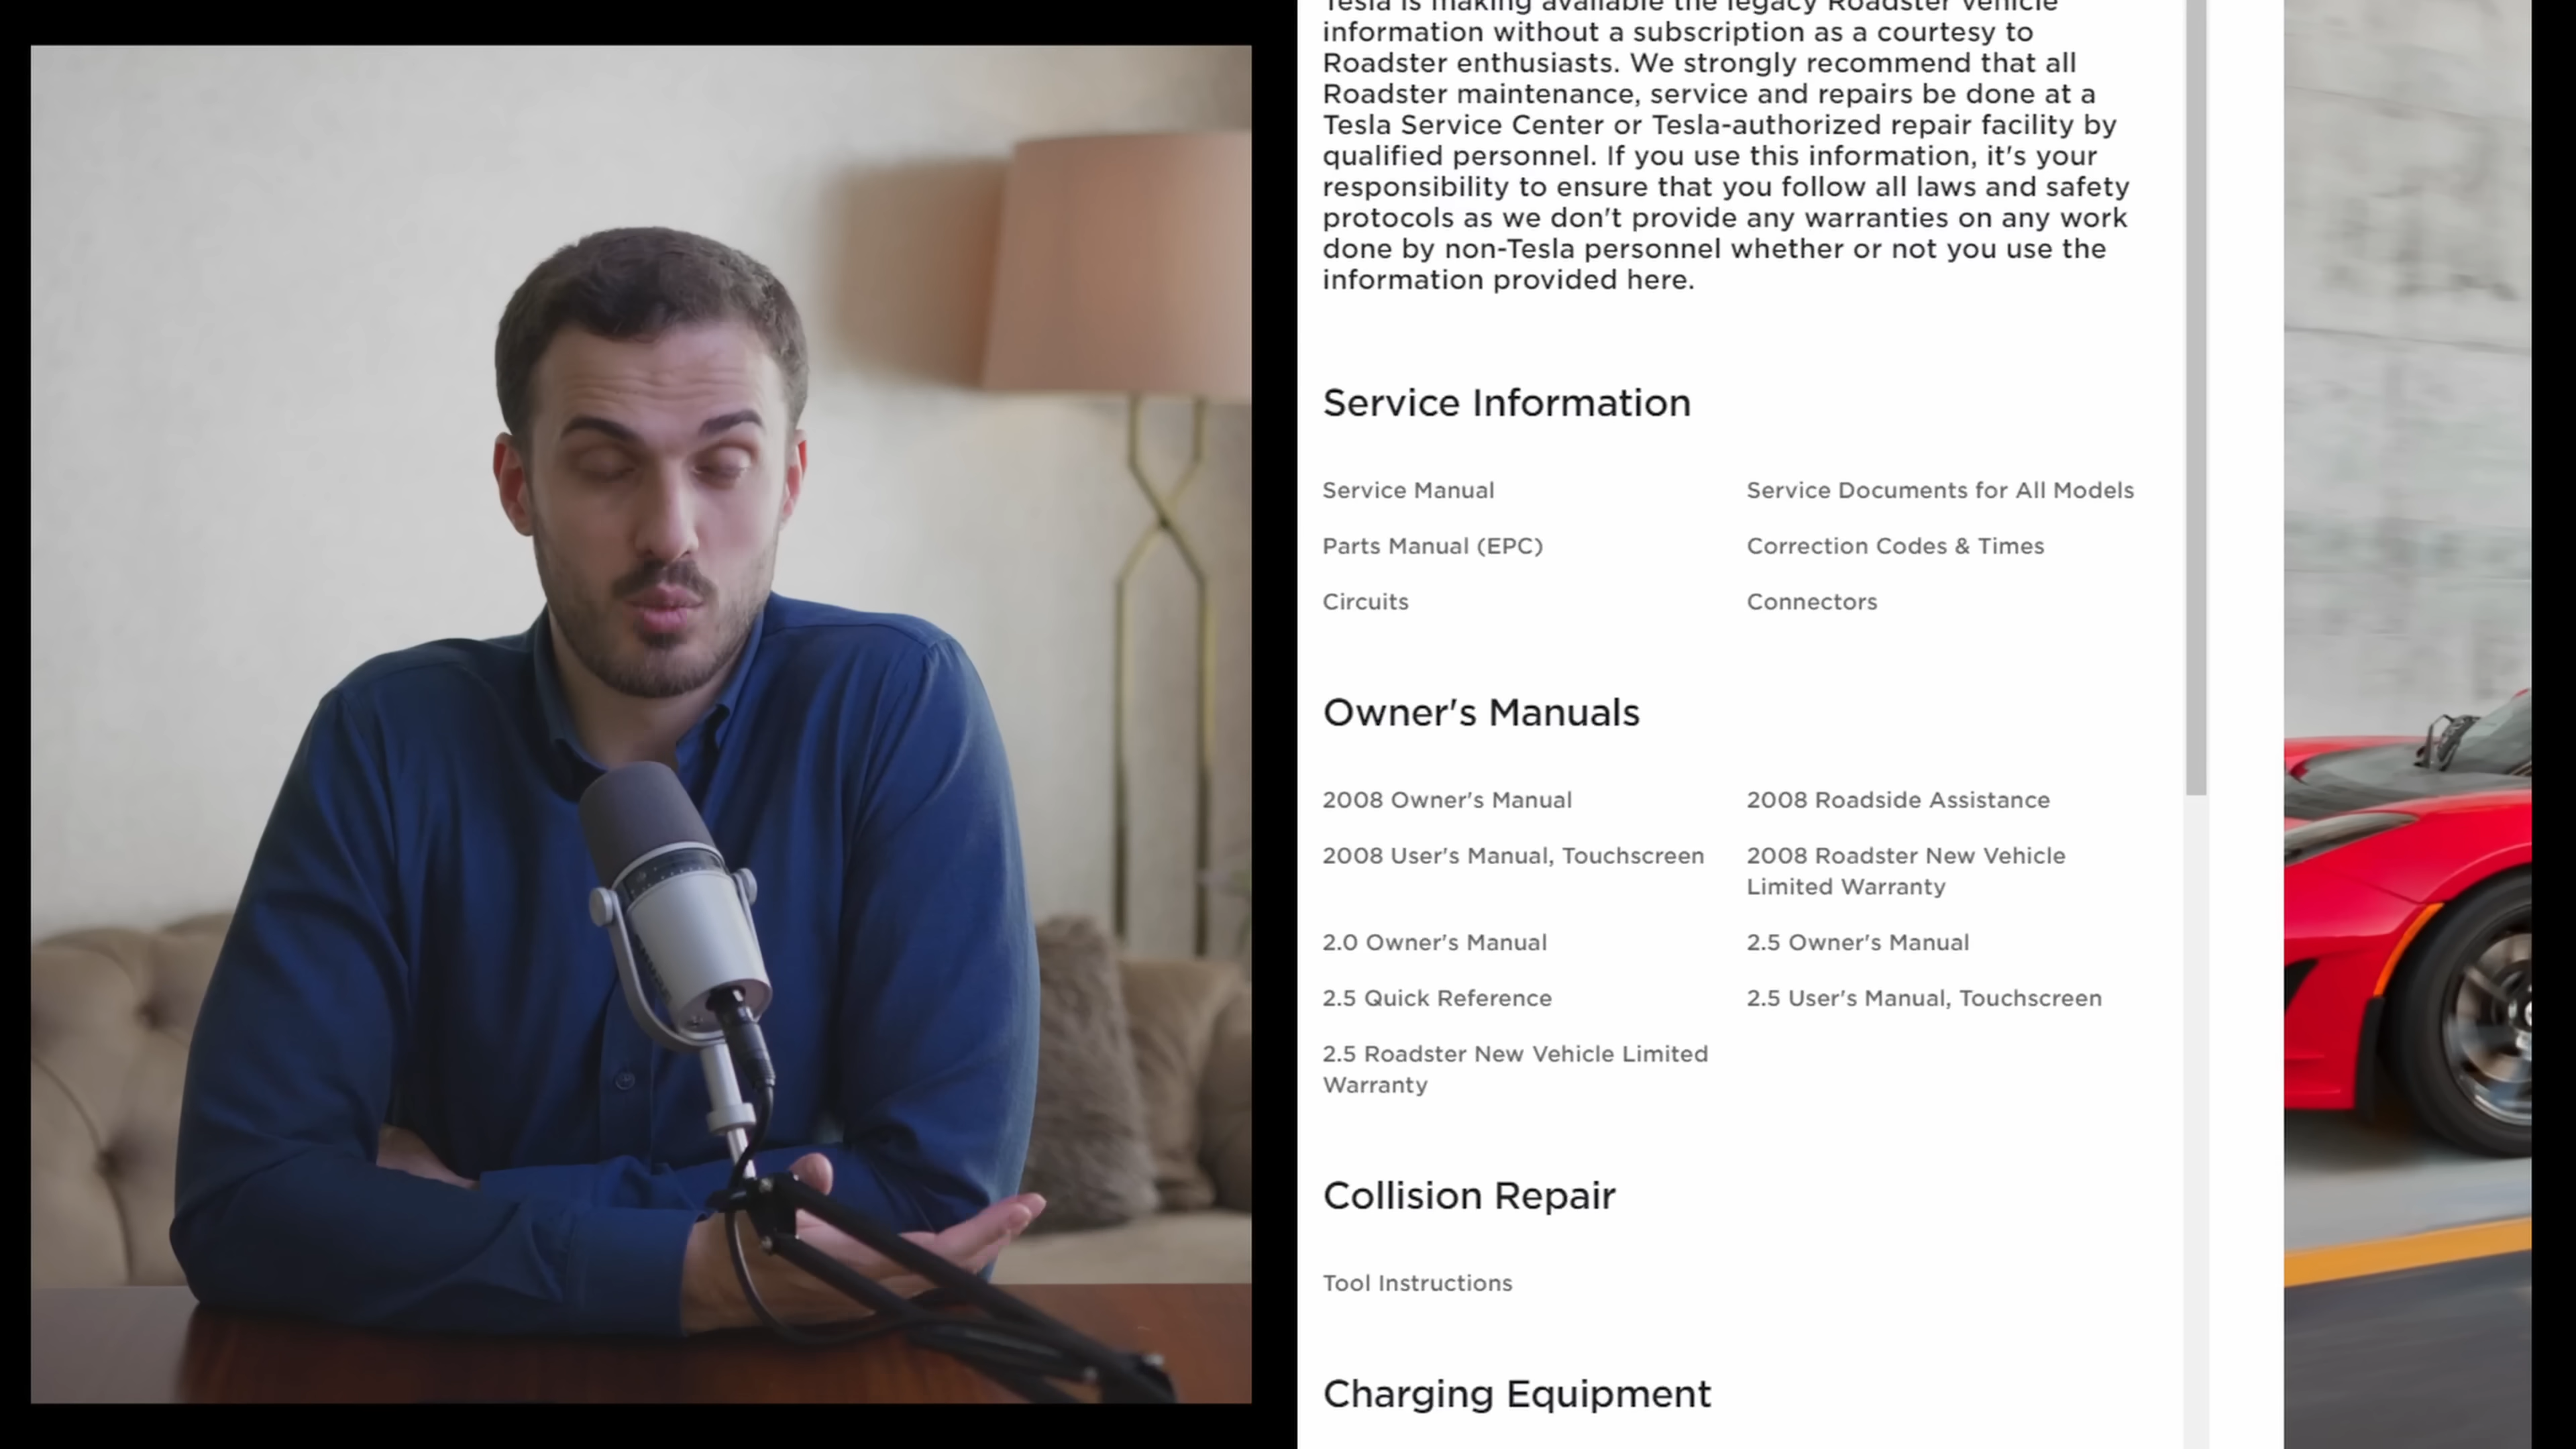 Tesla is making available the legacy Roadster vehicle
information without a subscription as a courtesy to
Roadster enthusiasts. We strongly recommend that all
Roadster maintenance, service and repairs be done at a
Tesla Service Center or Tesla-authorized repair facility by
qualified personnel. If you use this information, it's your
responsibility to ensure that you follow all laws and safety
protocols as we don't provide any warranties on any work
done by non-Tesla personnel whether or not you use the
information provided here.
Service Information
Service Manual
Service Documents for All Models
Parts Manual (EPC)
Correction Codes & Times
Circuits
Connectors
Owner's Manuals
2008 Owner's Manual
2008 Roadside Assistance
2008 User's Manual, Touchscreen
2008 Roadster New Vehicle
Limited Warranty
2.0 Owner's Manual
2.5 Owner's Manual
2.5 Quick Reference
2.5 User's Manual, Touchscreen
2.5 Roadster New Vehicle Limited
Warranty
Collision Repair
Tool Instructions
Charging Equipment